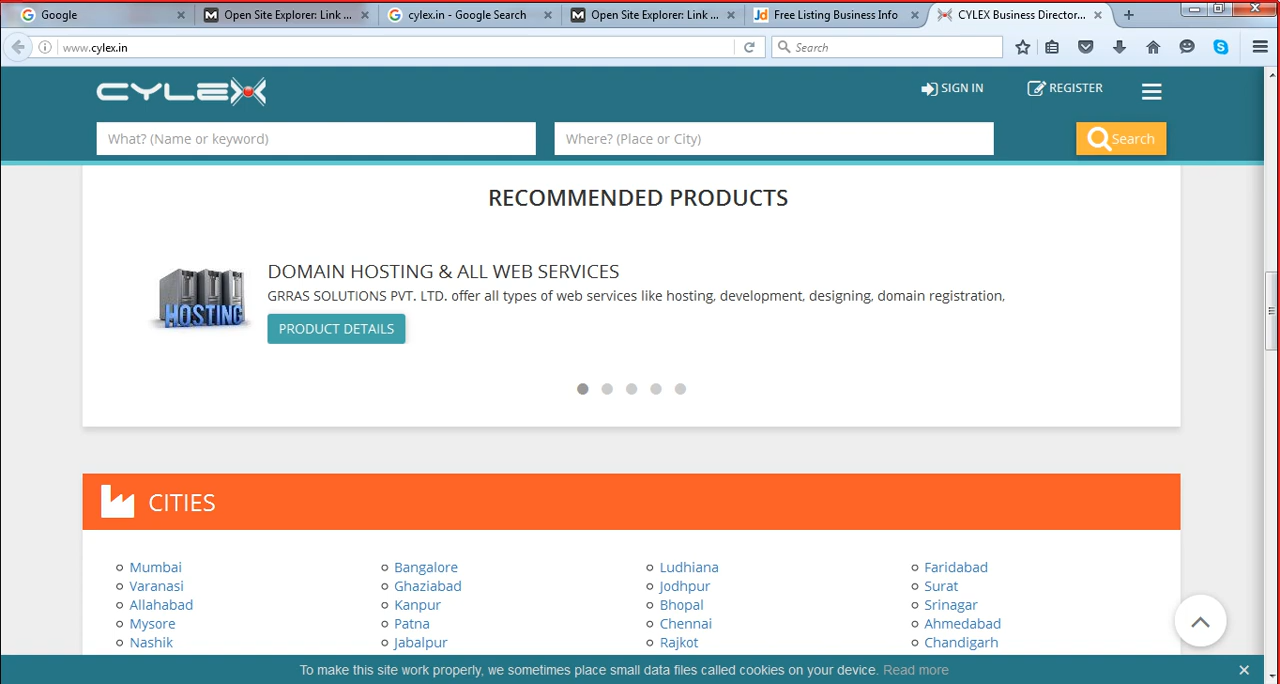 Google
Open Site Explorer: Link ...
cylex.in - Google Search
Open Site Explorer: Link ...
Jd Free Listing Business Info
CYLEX Business Director...
www.cylex.in
Search
CYLEX
SIGN IN
REGISTER
What? (Name or keyword)
Where? (Place or City)
Search
RECOMMENDED PRODUCTS
HOSTING
DOMAIN HOSTING & ALL WEB SERVICES
GRRAS SOLUTIONS PVT. LTD. offer all types of web services like hosting, development, designing, domain registration,
PRODUCT DETAILS
CITIES
Mumbai Bangalore Ludhiana Faridabad
Varanasi Ghaziabad Jodhpur Surat
Allahabad Kanpur Bhopal Srinagar
Mysore Patna Chennai Ahmedabad
Nashik Jabalpur Rajkot Chandigarh
To make this site work properly, we sometimes place small data files called cookies on your device. Read more